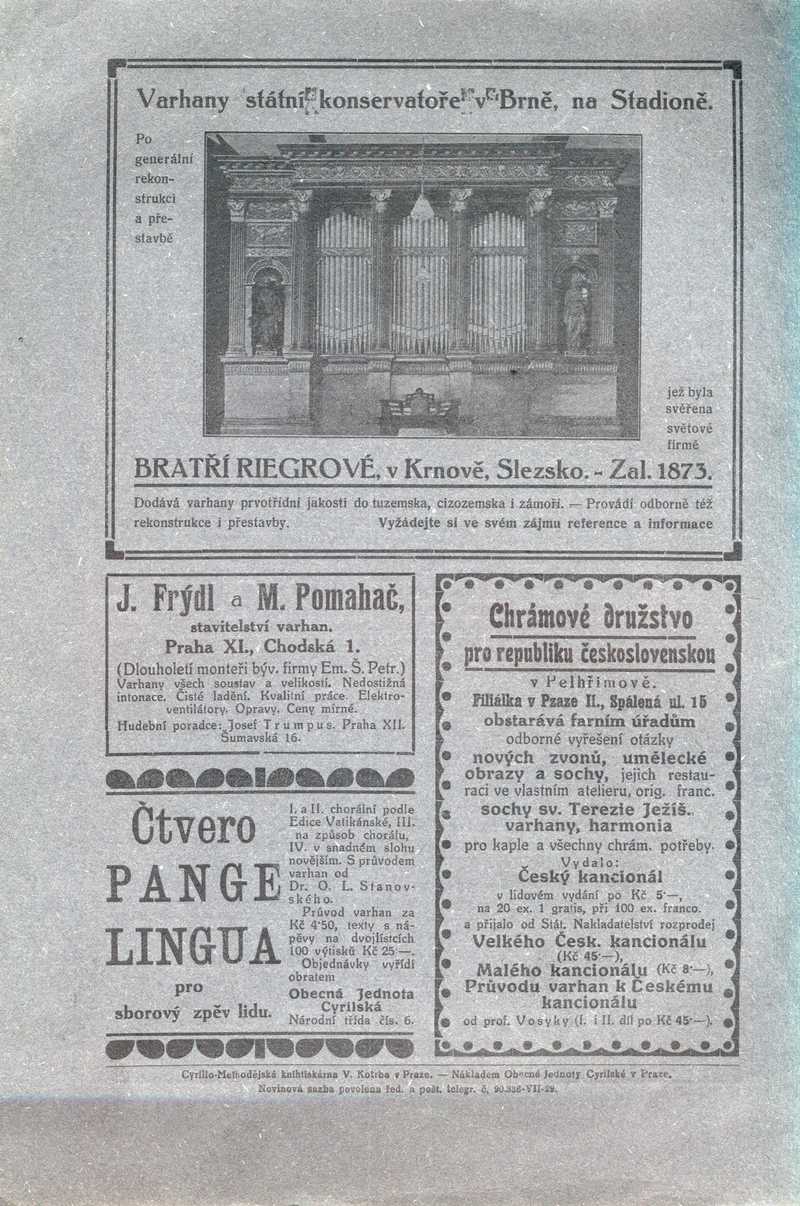 Varhany státní konservatoře v Brně, na Stadioně.
Po
generální
rekon-
strukci
a pře-
stavbě
jež byla
svěřena
světové
firmě
BRATŘÍ RIEGROVÉ, v Krnově, Slezsko. - Zal. 1873.
Dodává varhany prvotřídní jakosti do tuzemska, cizozemska i zámoří. — Provádí odborně též
rekonstrukce i přestavby. Vyžádejte si ve svém zájmu reference a informace
J. Frýdl a M. Pomahač,
stavitelství varhan.
Praha XI., Chodská 1.
(Dlouholetí monteři býv. firmy Em. Š. Petr.)
Varhany všech soustav a velikostí. Nedostižná
intonace. Čisté ladění. Kvalitní práce. Elektro-
ventilátory. Opravy. Ceny mírné.
Hudební poradce: Josef Trumpus. Praha XII.
Šumavská 16.
Čtvero
PANGE
LINGUA
pro
sborový zpěv lidu.
I. a II. chorální podle
Edice Vatikánské, III.
na způsob chorálu,
IV. v snadném slohu
novějším. S průvodem
varhan od
Dr. O. L. Stanov-
ského.
Průvod varhan za
Kč 4·50, texty s ná-
pěvy na dvojlistcích
100 výtisků Kč 25·—.
Objednávky vyřídí
obratem
Obecná Jednota
Cyrilská
Národní třída čís. 6.
Chrámové družstvo
pro republiku československou
v Pelhřimově.
Filiálka v Pzaze II., Spálená ul. 15
obstarává farním úřadům
odborné vyřešení otázky
nových zvonů, umělecké
obrazy a sochy, jejich restau-
raci ve vlastním atelieru, orig. franc.
sochy sv. Terezie Ježíš.,
varhany, harmonia
pro kaple a všechny chrám. potřeby.
Vydalo:
Český kancionál
v lidovém vydání po Kč 5·—,
na 20 ex. 1 gratis, při 100 ex. franco.
a přijalo od Stát. Nakladatelství rozprodej
Velkého Česk. kancionálu
(Kč 45·—),
Malého kancionálu (Kč 8·—),
Průvodu varhan k Českému
kancionálu
od prof. Vosyky (I. i II. díl po Kč 45·—).
Cyrillo-Methodějská knihtiskárna V. Kotrba v Praze. — Nákladem Obecné Jednoty Cyrilské v Praze.
Novinová sazba povolena řed. a pošt. telegr. č. 90.336-VII-29.